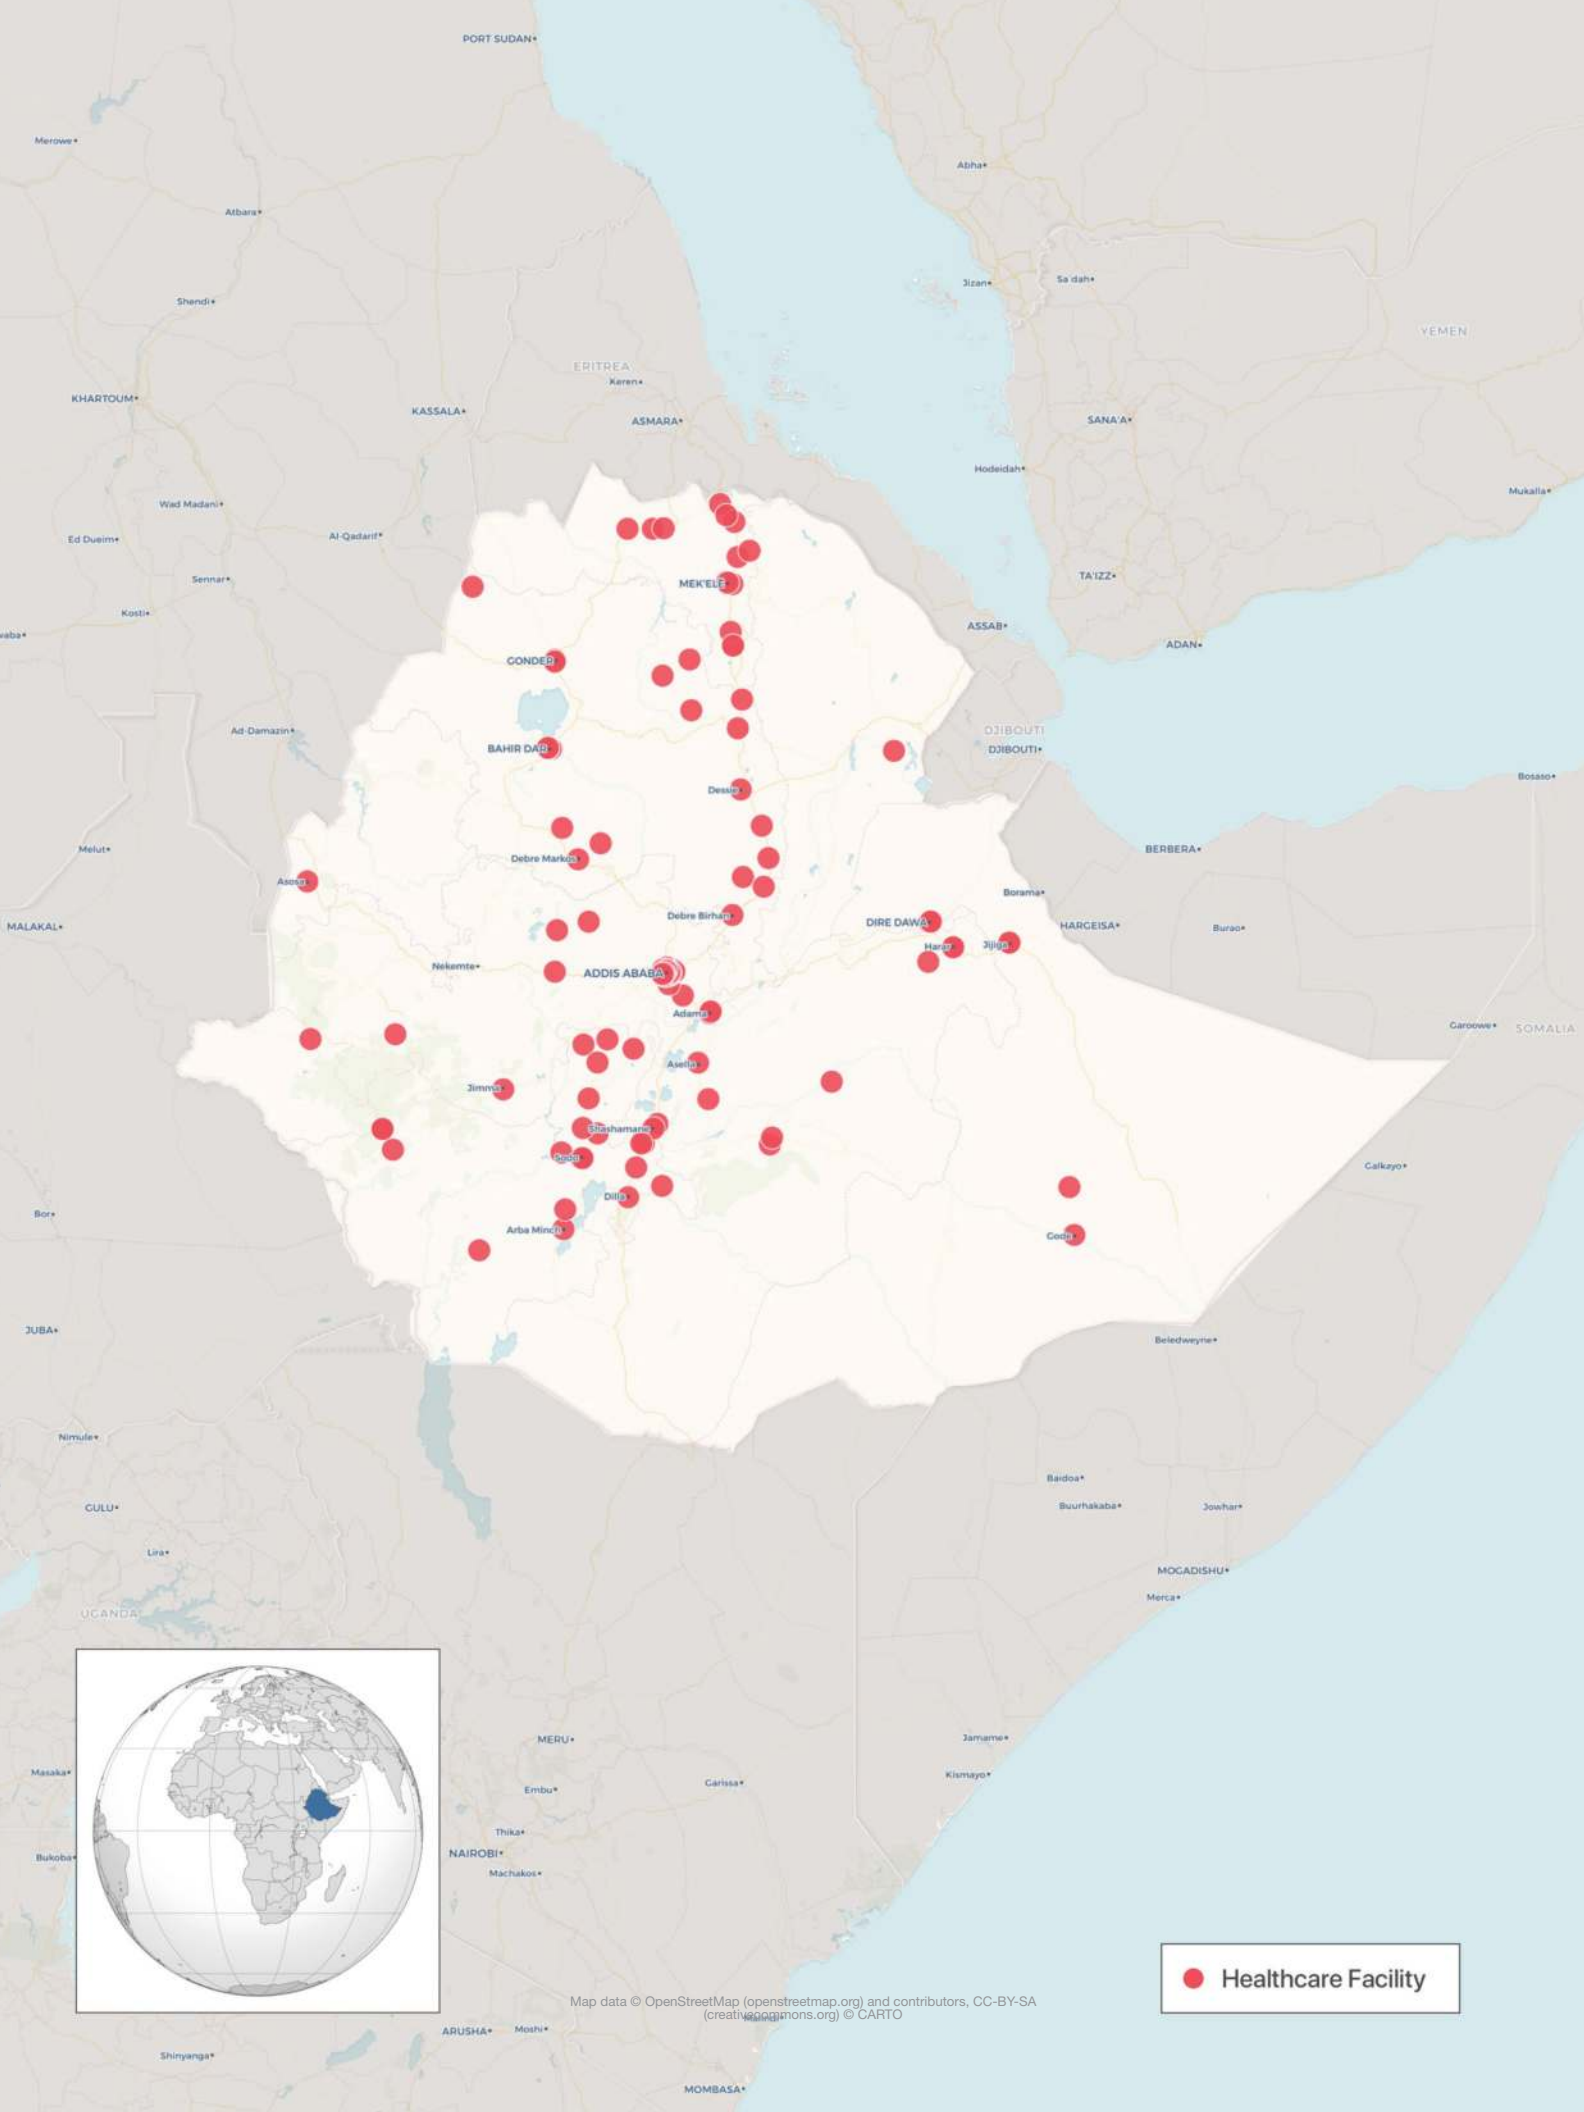 PORT SUDAN
Merowe
Abha
Atbara
Jizan
Sa'dah
Shendi
YEMEN
ERITREA
Keren
KHARTOUM
KASSALA
ASMARA
SANA'A
Hodeidah
Mukalla
Wad Madani
Ed Dueim
Al-Qadarif
Sennar
MEK'ELE
TA'IZZ
Kosti
ASSAB
ADAN
GONDER
Ad-Damazin
DJIBOUTI
BAHIR DAR
DJIBOUTI
Bosaso
Dessie
Melut
Debre Markos
BERBERA
Asosa
Borama
MALAKAL
Debre Birhan
DIRE DAWA
HARGEISA
Burao
Harar
Jijiga
Nekemte
ADDIS ABABA
Adama
Garoowe
SOMALIA
Asella
Jimma
Shashamane
Sodo
Galkayo
Dilla
Bor
Arba Minch
Gode
JUBA
Beledweyne
Nimule
Baidoa
GULU
Buurhakaba
Jowhar
Lira
MOGADISHU
Merca
UGANDA
MERU
Jamame
Masaka
Embu
Garissa
Kismayo
Thika
NAIROBI
Bukoba
Machakos
Healthcare Facility
Map data © OpenStreetMap (openstreetmap.org) and contributors, CC-BY-SA
(creativecommons.org) © CARTO
ARUSHA
Moshi
Shinyanga
MOMBASA